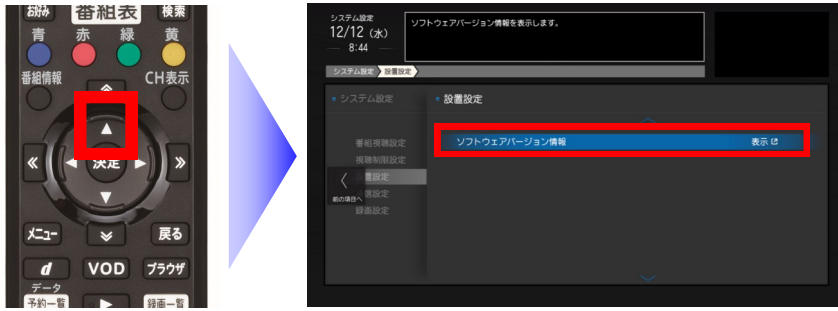 お好み 番組表 検索
青 赤 緑 黄
番組情報 CH表示
決定
メニュー 戻る
d VOD ブラウザ
データ
予約一覧 録画一覧
システム設定
12/12 (水)
8:44
ソフトウェアバージョン情報を表示します。
システム設定 設置設定
システム設定
番組視聴設定
視聴制限設定
設置設定
録画設定
前の項目へ
設置設定
ソフトウェアバージョン情報 表示